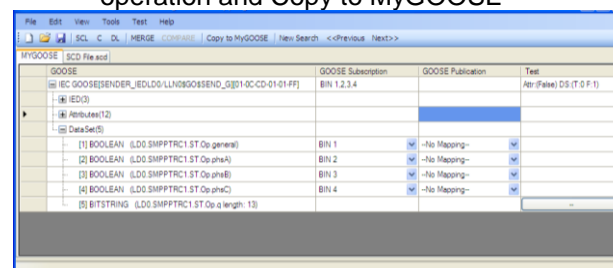 operation and Copy to MyGOOSE
File Edit View Tools Test Help
SCL C DL MERGE COMPARE Copy to MyGOOSE New Search <<Previous Next>>
MYGOOSE SCD File.scd
GOOSE GOOSE Subscription GOOSE Publication Test
IEC GOOSE[SENDER_IEDLD0/LLN0$GO$SEND_G][01-0C-CD-01-01-FF] BIN 1,2,3,4 Attr:(False) DS:(T:0 F:1)
IED(3)
Attributes(12)
DataSet(5)
[1] BOOLEAN (LD0.SMPPTRC1.ST.Op.general) BIN 1 --No Mapping--
[2] BOOLEAN (LD0.SMPPTRC1.ST.Op.phsA) BIN 2 --No Mapping--
[3] BOOLEAN (LD0.SMPPTRC1.ST.Op.phsB) BIN 3 --No Mapping--
[4] BOOLEAN (LD0.SMPPTRC1.ST.Op.phsC) BIN 4 --No Mapping--
[5] BITSTRING (LD0.SMPPTRC1.ST.Op.q length: 13) --